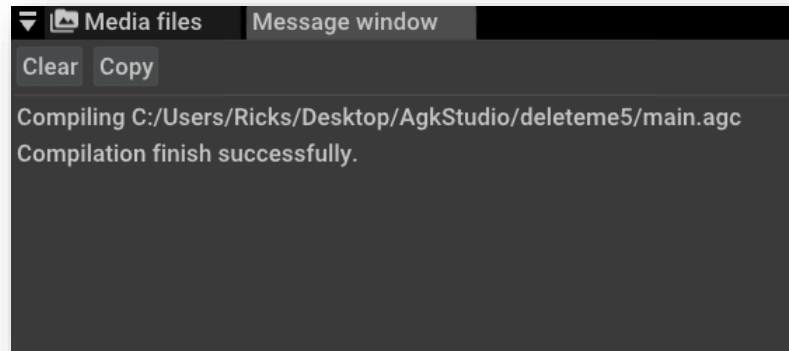 Media files Message window
Clear Copy
Compiling C:/Users/Ricks/Desktop/AgkStudio/deleteme5/main.agc
Compilation finish successfully.